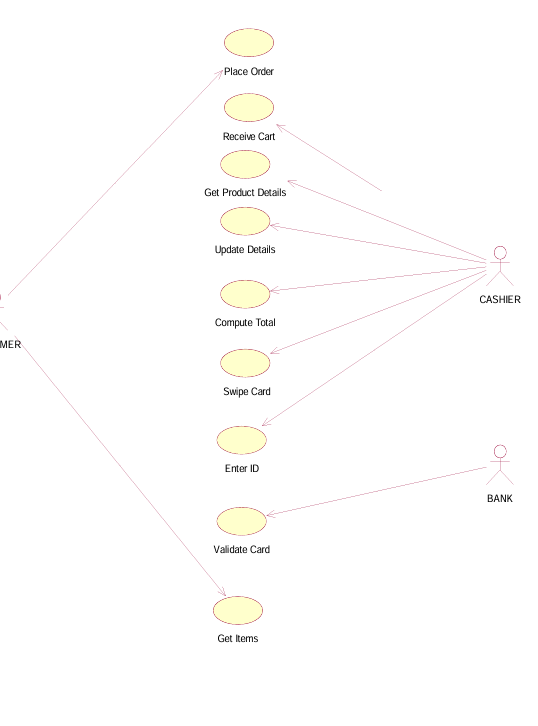 Place Order
Receive Cart
Get Product Details
Update Details
CASHIER
Compute Total
MER
Swipe Card
Enter ID
BANK
Validate Card
Get Items